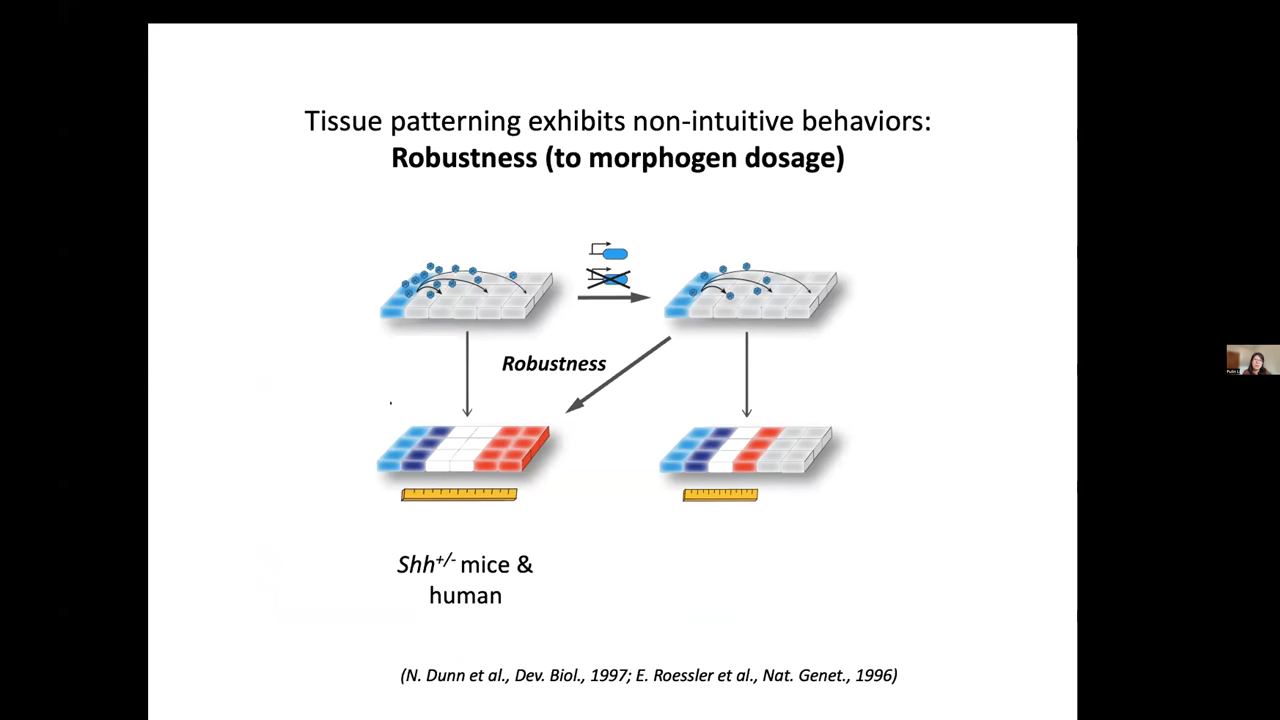 Tissue patterning exhibits non-intuitive behaviors:
Robustness (to morphogen dosage)
Robustness
Shh+/- mice &
human
(N. Dunn et al., Dev. Biol., 1997; E. Roessler et al., Nat. Genet., 1996)